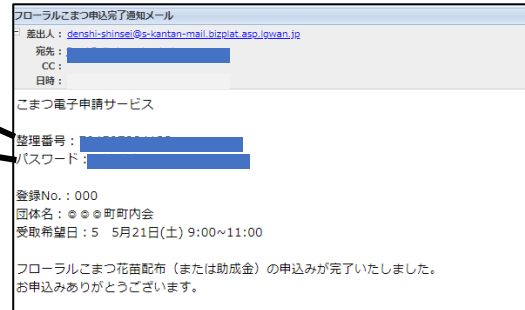 フローラルこまつ申込完了通知メール
差出人： denshi-shinsei@s-kantan-mail.bizplat.asp.lgwan.jp
宛先：
CC：
日時：
こまつ電子申請サービス
整理番号：
パスワード：
登録No.：000
団体名：◎◎◎町町内会
受取希望日：5　5月21日(土) 9:00~11:00
フローラルこまつ花苗配布（または助成金）の申込みが完了いたしました。
お申込みありがとうございます。